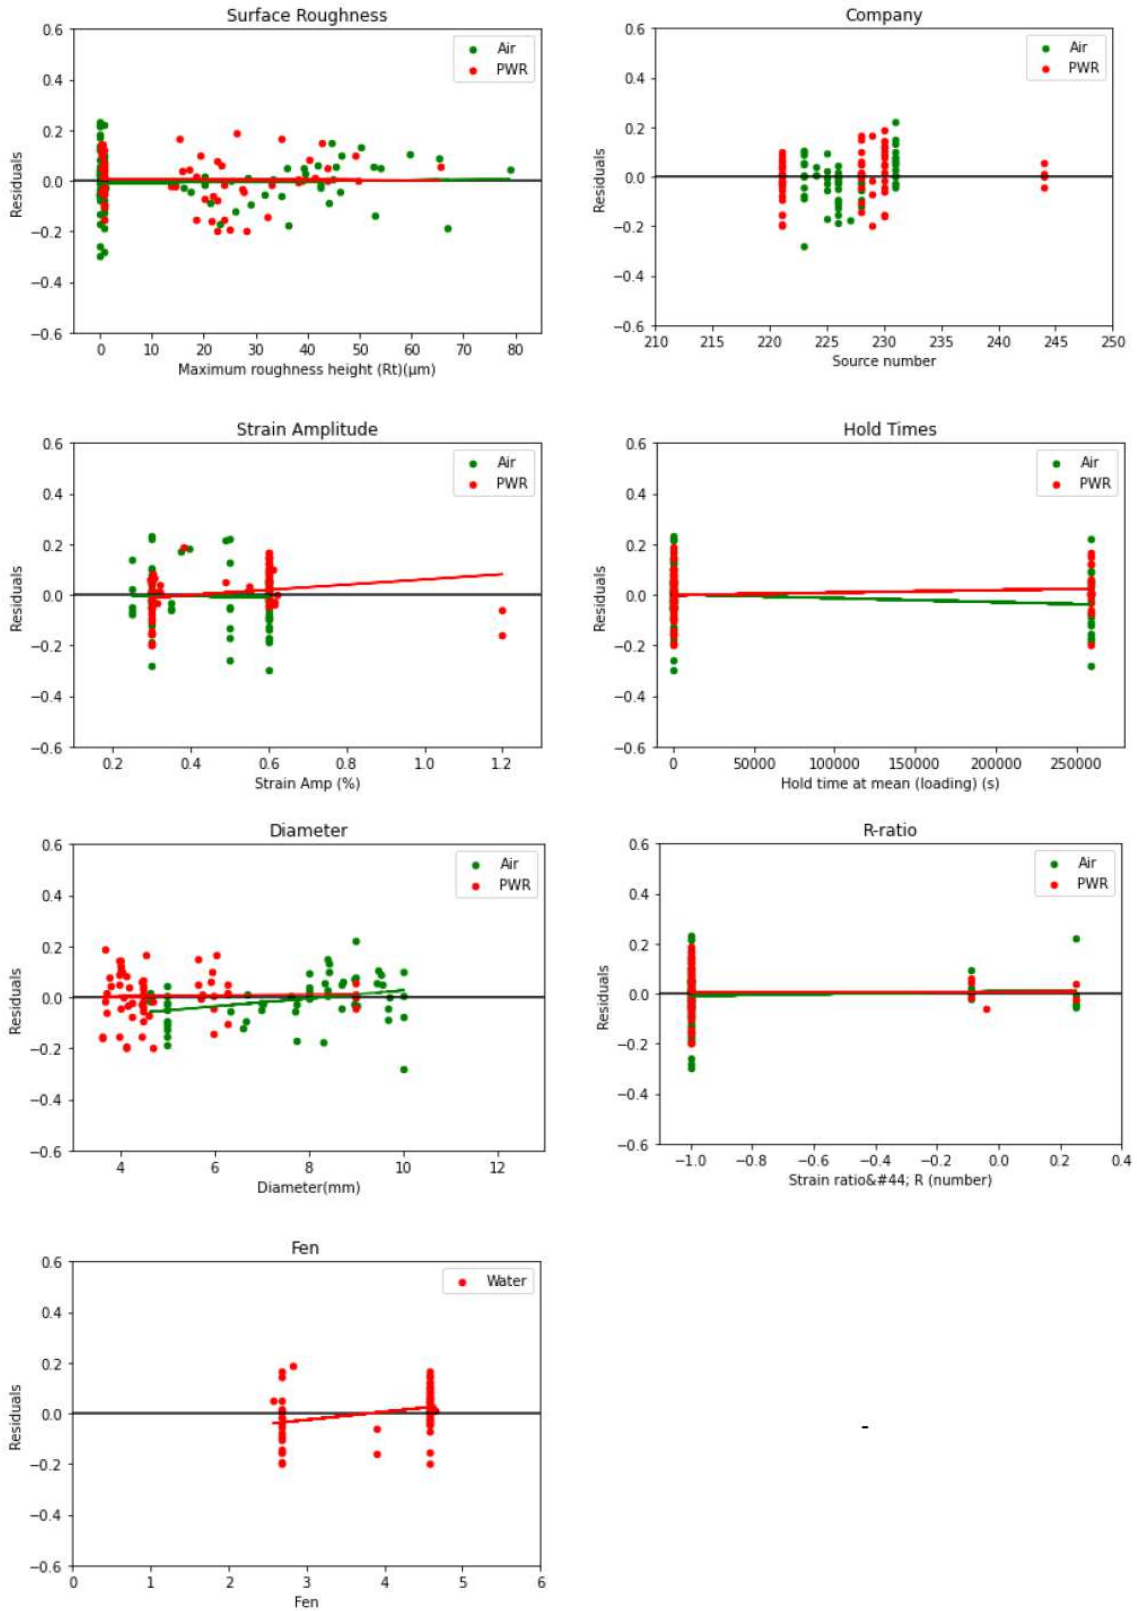 Surface Roughness
0.6
0.4
0.2
0.0
−0.2
−0.4
−0.6
Residuals
Air
PWR
0 10 20 30 40 50 60 70 80
Maximum roughness height (Rt)(μm)
Company
0.6
0.4
0.2
0.0
−0.2
−0.4
−0.6
Residuals
Air
PWR
210 215 220 225 230 235 240 245 250
Source number
Strain Amplitude
0.6
0.4
0.2
0.0
−0.2
−0.4
−0.6
Residuals
Air
PWR
0.2 0.4 0.6 0.8 1.0 1.2
Strain Amp (%)
Hold Times
0.6
0.4
0.2
0.0
−0.2
−0.4
−0.6
Residuals
Air
PWR
0 50000 100000 150000 200000 250000
Hold time at mean (loading) (s)
Diameter
0.6
0.4
0.2
0.0
−0.2
−0.4
−0.6
Residuals
Air
PWR
4 6 8 10 12
Diameter(mm)
R-ratio
0.6
0.4
0.2
0.0
−0.2
−0.4
−0.6
Residuals
Air
PWR
−1.0 −0.8 −0.6 −0.4 −0.2 0.0 0.2 0.4
Strain ratio&#44; R (number)
Fen
0.6
0.4
0.2
0.0
−0.2
−0.4
−0.6
Residuals
Water
0 1 2 3 4 5 6
Fen
-